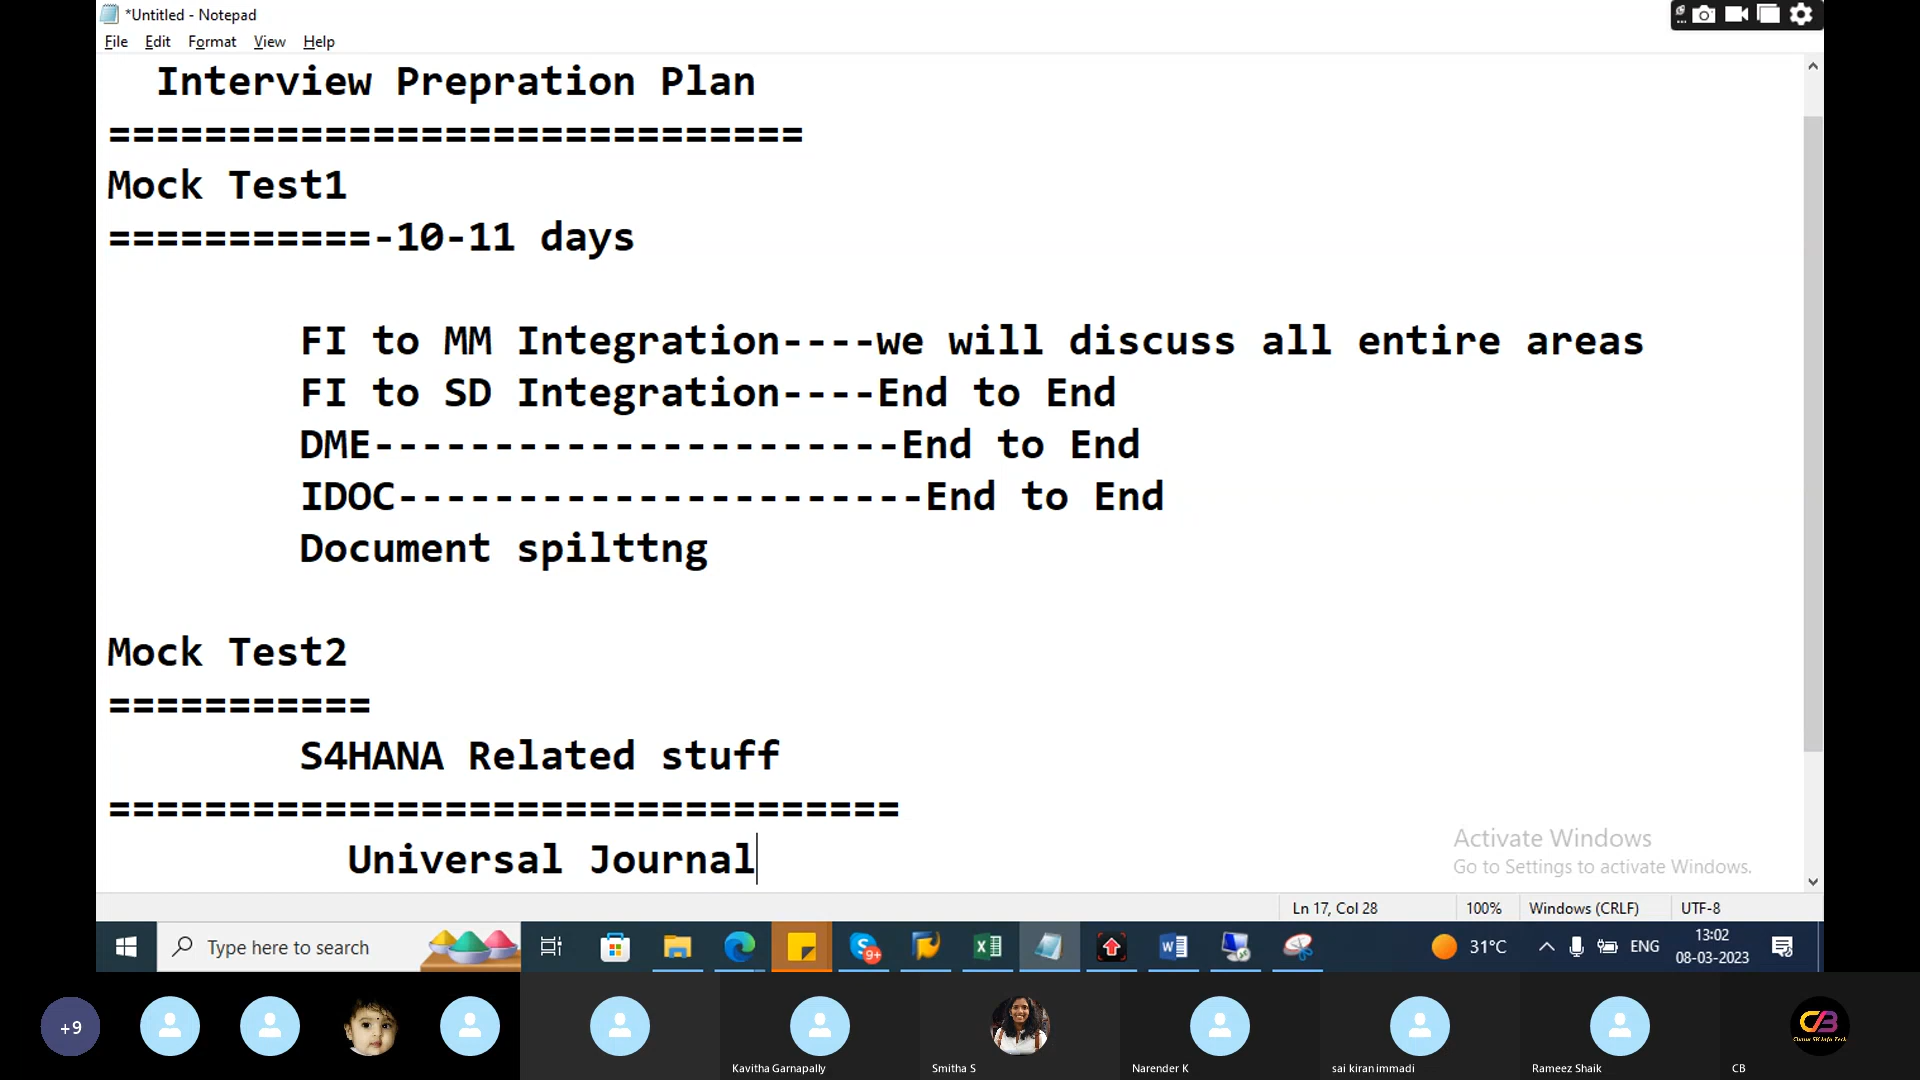 *Untitled - Notepad
File Edit Format View Help
Interview Prepration Plan
=============================
Mock Test1
===========-10-11 days
FI to MM Integration----we will discuss all entire areas
FI to SD Integration----End to End
DME----------------------End to End
IDOC----------------------End to End
Document spilttng
Mock Test2
===========
S4HANA Related stuff
=================================
Universal Journal
Activate Windows
Go to Settings to activate Windows.
Ln 17, Col 28 100% Windows (CRLF) UTF-8
Type here to search 9+ 31°C ENG 13:02
08-03-2023
+9
Kavitha Garnapally Smitha S Narender K sai kiran immadi Rameez Shaik CB